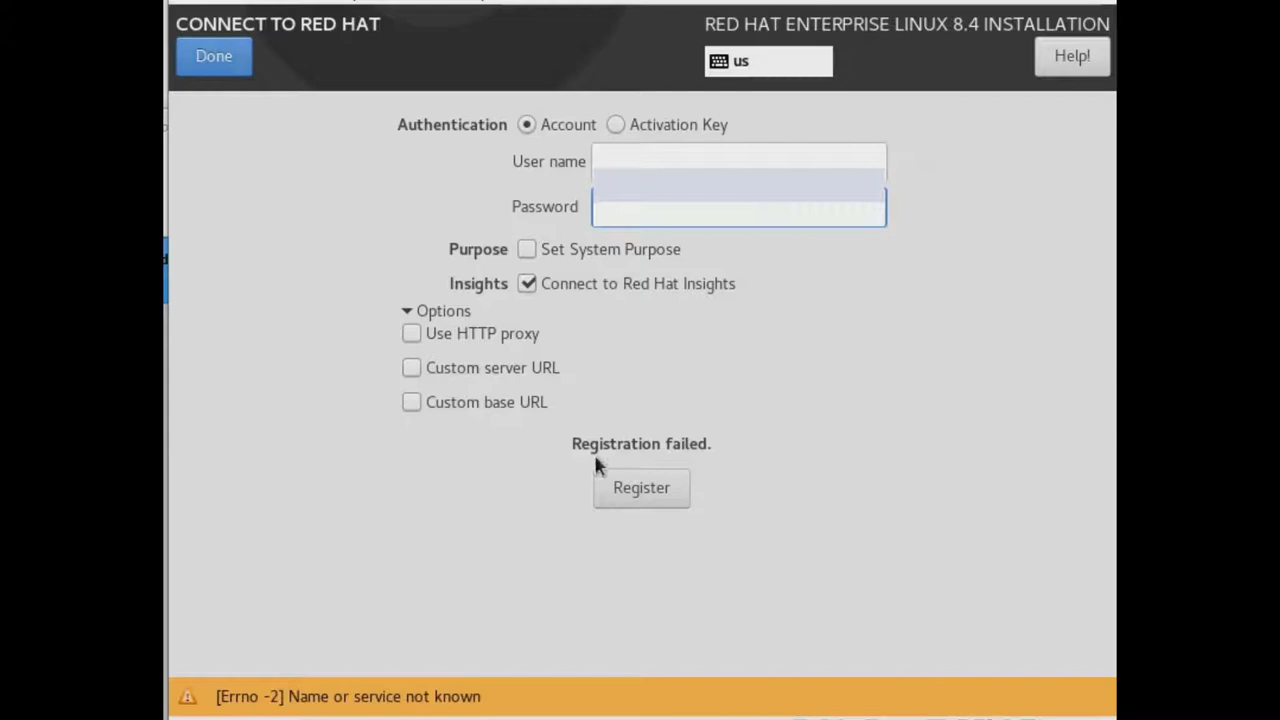 CONNECT TO RED HAT
RED HAT ENTERPRISE LINUX 8.4 INSTALLATION
Done
us
Help!
Authentication Account Activation Key
User name
Password
Purpose Set System Purpose
Insights Connect to Red Hat Insights
Options
Use HTTP proxy
Custom server URL
Custom base URL
Registration failed.
Register
[Errno -2] Name or service not known